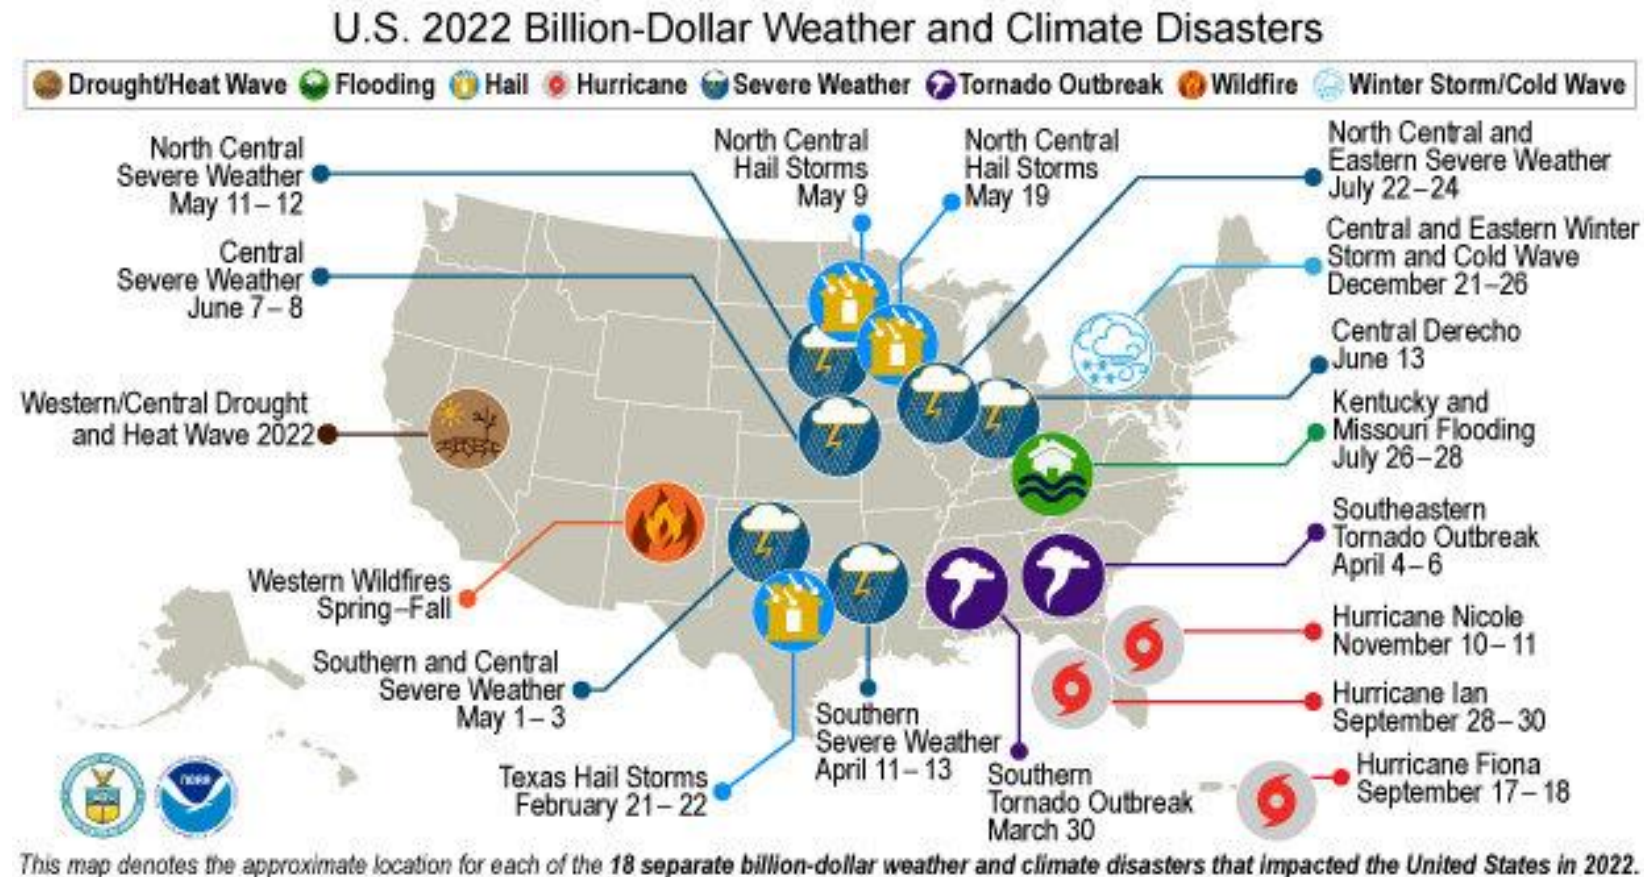 U.S. 2022 Billion-Dollar Weather and Climate Disasters
Drought/Heat Wave Flooding Hail Hurricane Severe Weather Tornado Outbreak Wildfire Winter Storm/Cold Wave
North Central
Severe Weather
May 11–12
Central
Severe Weather
June 7–8
Western/Central Drought
and Heat Wave 2022
Western Wildfires
Spring–Fall
Southern and Central
Severe Weather
May 1–3
Texas Hail Storms
February 21–22
North Central
Hail Storms
May 9
North Central
Hail Storms
May 19
Southern
Severe Weather
April 11–13
Southern
Tornado Outbreak
March 30
North Central and
Eastern Severe Weather
July 22–24
Central and Eastern Winter
Storm and Cold Wave
December 21–26
Central Derecho
June 13
Kentucky and
Missouri Flooding
July 26–28
Southeastern
Tornado Outbreak
April 4–6
Hurricane Nicole
November 10–11
Hurricane Ian
September 28–30
Hurricane Fiona
September 17–18
noaa
This map denotes the approximate location for each of the 18 separate billion-dollar weather and climate disasters that impacted the United States in 2022.